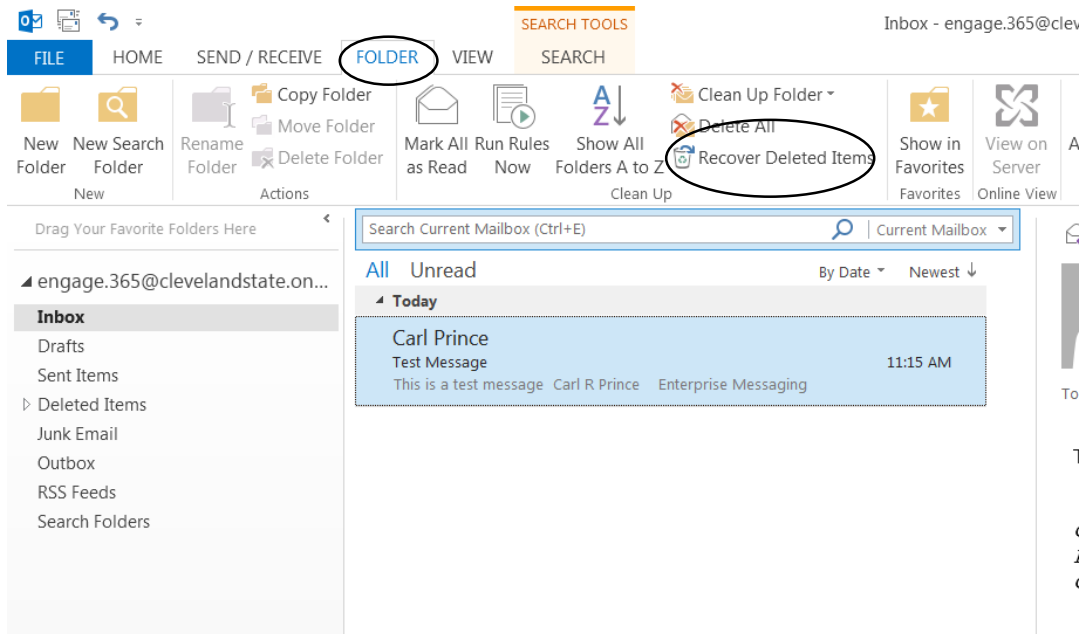 SEARCH TOOLS
Inbox - engage.365@clev
FILE HOME SEND / RECEIVE FOLDER VIEW SEARCH
New Folder
New Search Folder
New
Rename Folder
Copy Folder
Move Folder
Delete Folder
Actions
Mark All as Read
Run Rules Now
Show All Folders A to Z
Clean Up Folder
Delete All
Recover Deleted Items
Clean Up
Show in Favorites
Favorites
View on Server
Online View
A
Drag Your Favorite Folders Here
engage.365@clevelandstate.on...
Inbox
Drafts
Sent Items
Deleted Items
Junk Email
Outbox
RSS Feeds
Search Folders
Search Current Mailbox (Ctrl+E) Current Mailbox
All Unread By Date Newest
Today
Carl Prince
Test Message 11:15 AM
This is a test message Carl R Prince Enterprise Messaging
To
T